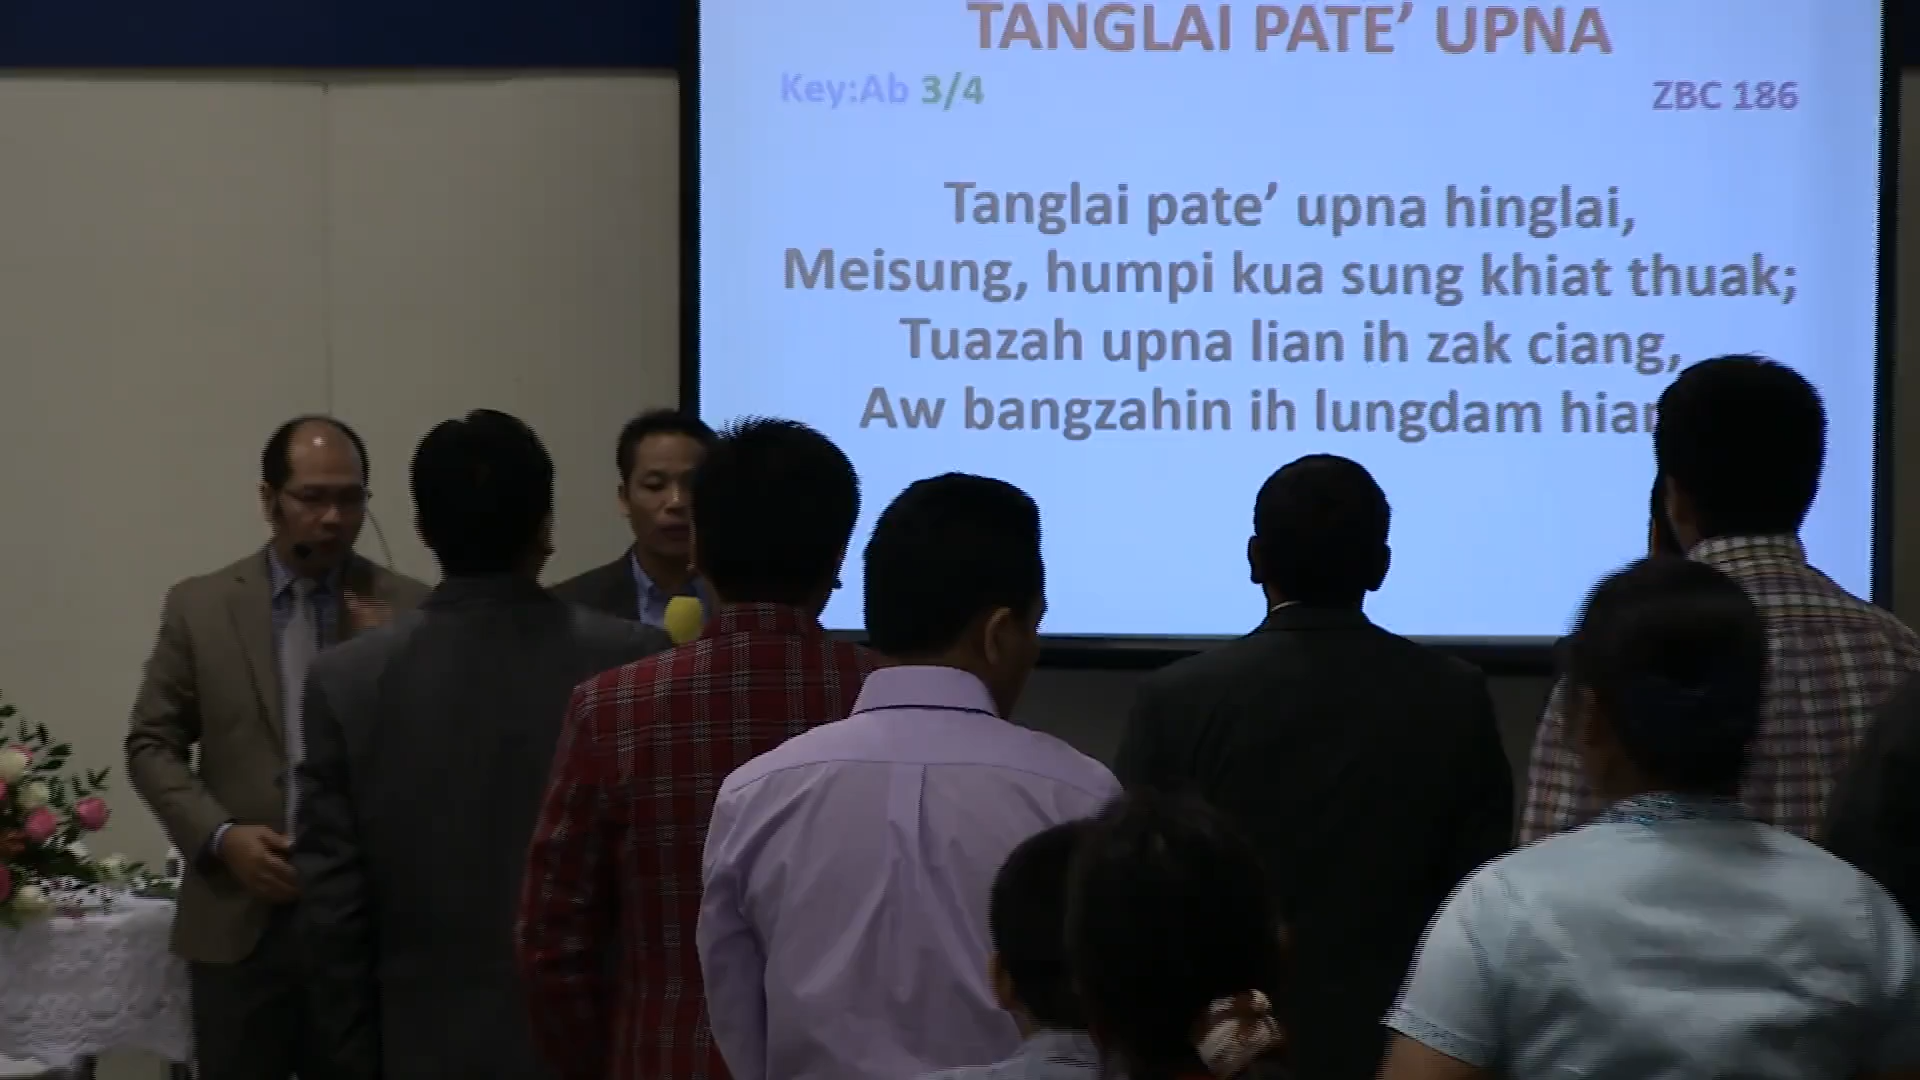 TANGLAI PATE’ UPNA
Key:Ab 3/4
ZBC 186
Tanglai pate’ upna hinglai,
Meisung, humpi kua sung khiat thuak;
Tuazah upna lian ih zak ciang,
Aw bangzahin ih lungdam